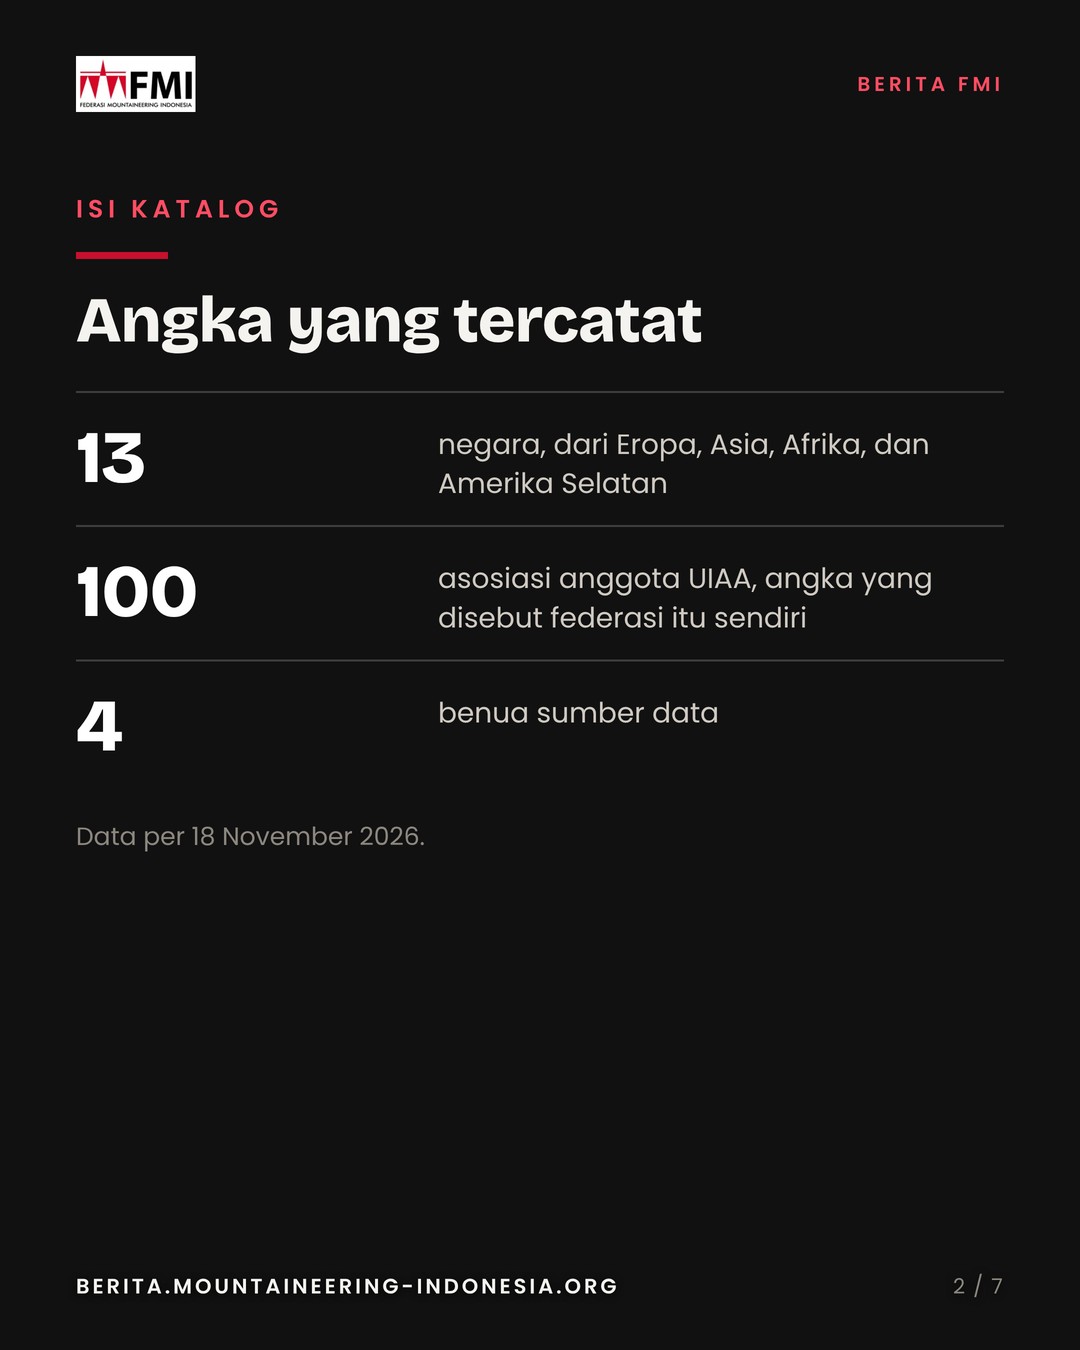 FMI
FEDERASI MOUNTAINEERING INDONESIA
BERITA FMI
ISI KATALOG
Angka yang tercatat
13
negara, dari Eropa, Asia, Afrika, dan
Amerika Selatan
100
asosiasi anggota UIAA, angka yang
disebut federasi itu sendiri
4
benua sumber data
Data per 18 November 2026.
BERITA.MOUNTAINEERING-INDONESIA.ORG
2 / 7